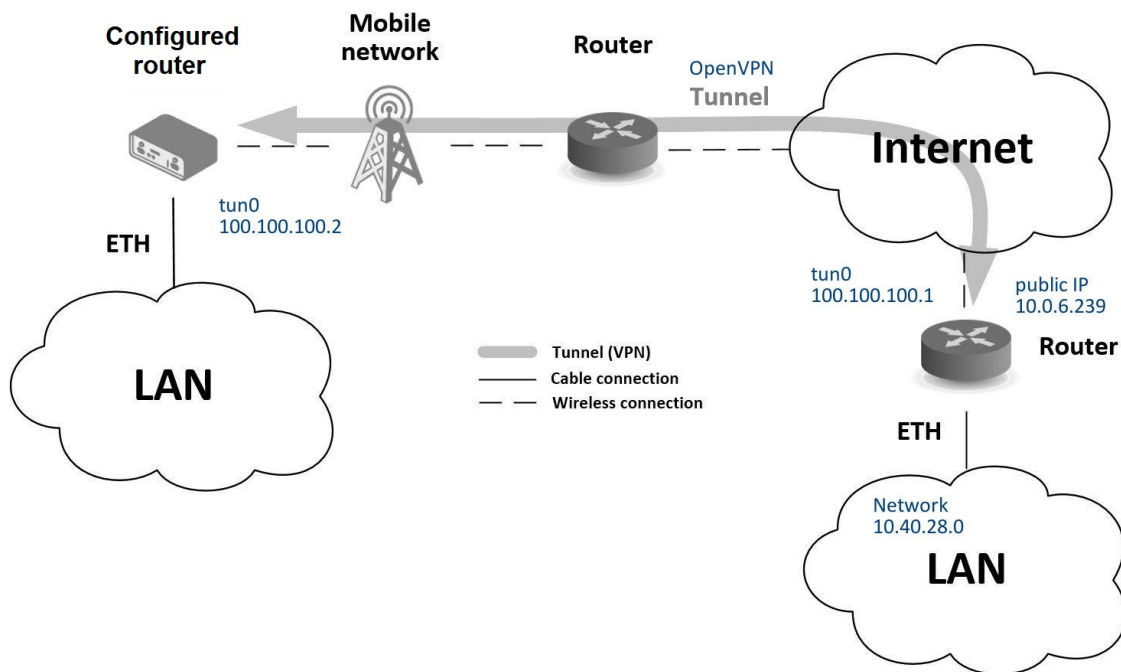 Configured
router
Mobile
network
Router
OpenVPN
Tunnel
Internet
tun0
100.100.100.2
ETH
LAN
tun0
100.100.100.1
public IP
10.0.6.239
Router
Tunnel (VPN)
Cable connection
Wireless connection
ETH
Network
10.40.28.0
LAN